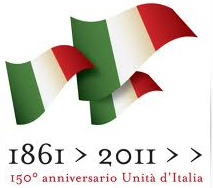 1861 > 2011 > >
150° anniversario Unità d'Italia